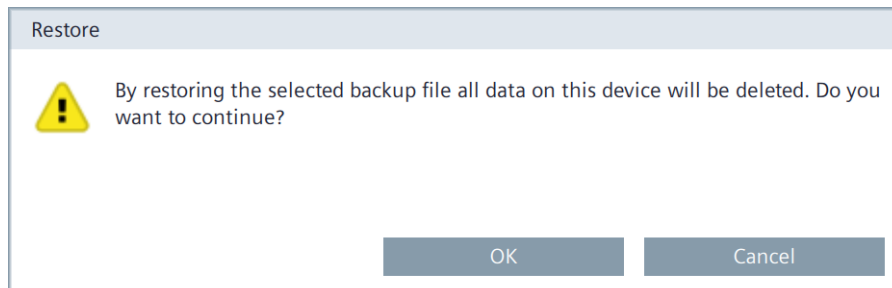 Restore
By restoring the selected backup file all data on this device will be deleted. Do you
want to continue?
OK
Cancel